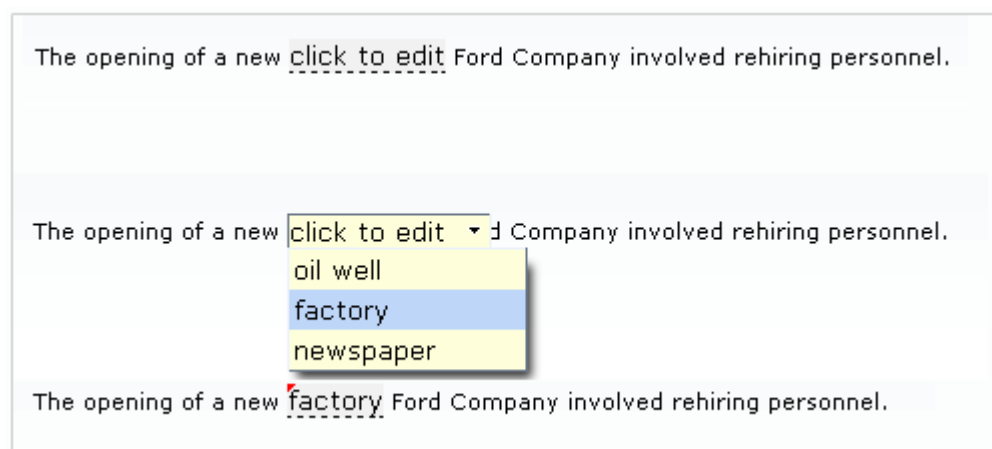 The opening of a new click to edit Ford Company involved rehiring personnel.
The opening of a new click to edit d Company involved rehiring personnel.
oil well
factory
newspaper
The opening of a new factory Ford Company involved rehiring personnel.